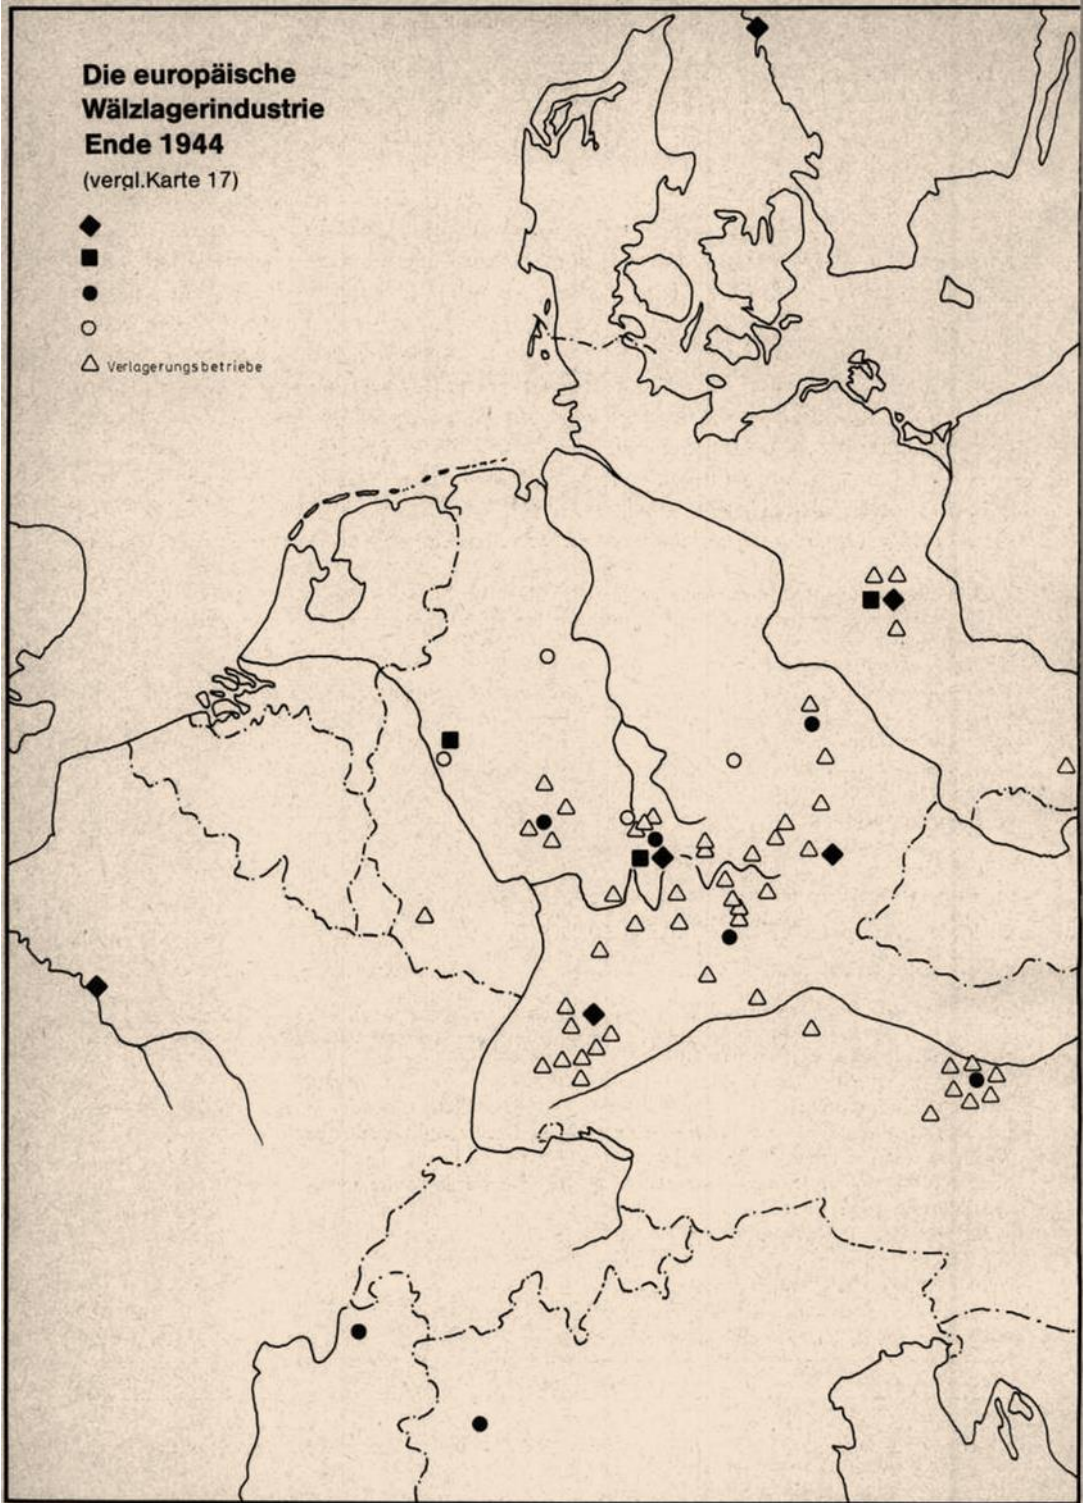 Die europäische
Wälzlagerindustrie
Ende 1944
(vergl.Karte 17)
Verlagerungsbetriebe